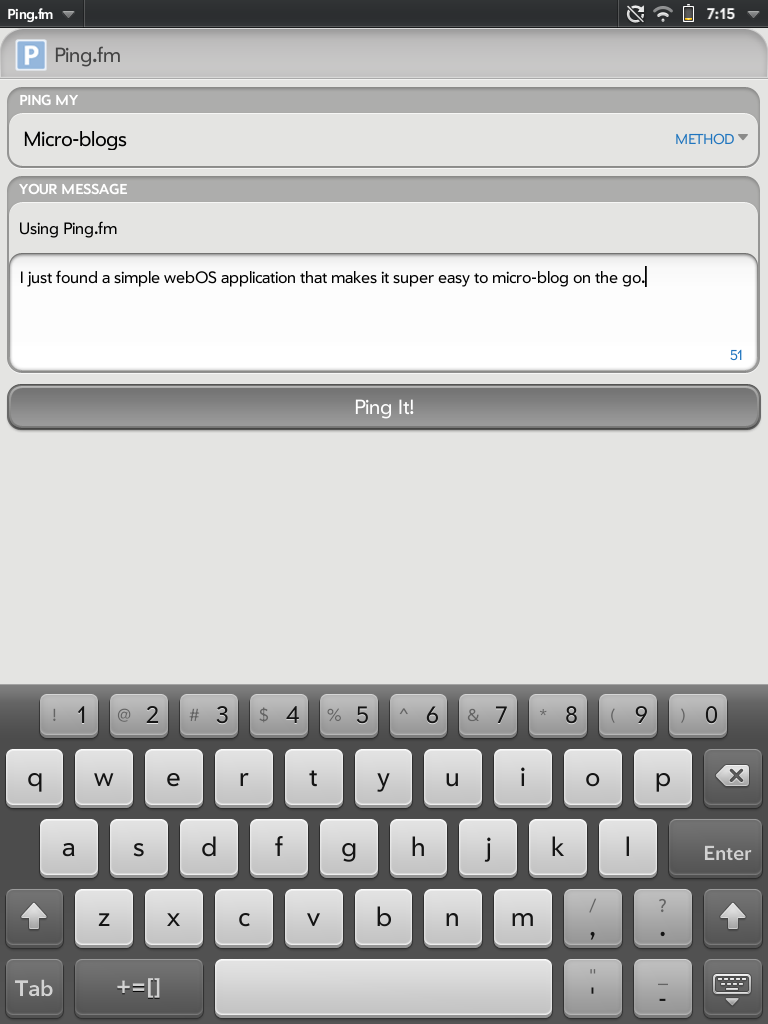 Ping.fm
7:15
P Ping.fm
PING MY
Micro-blogs
METHOD
YOUR MESSAGE
Using Ping.fm
I just found a simple webOS application that makes it super easy to micro-blog on the go.
51
Ping It!
! 1 @ 2 # 3 $ 4 % 5 ^ 6 & 7 * 8 ( 9 ) 0
q w e r t y u i o p
a s d f g h j k l Enter
z x c v b n m / , ? .
Tab +=[] " ' _ -